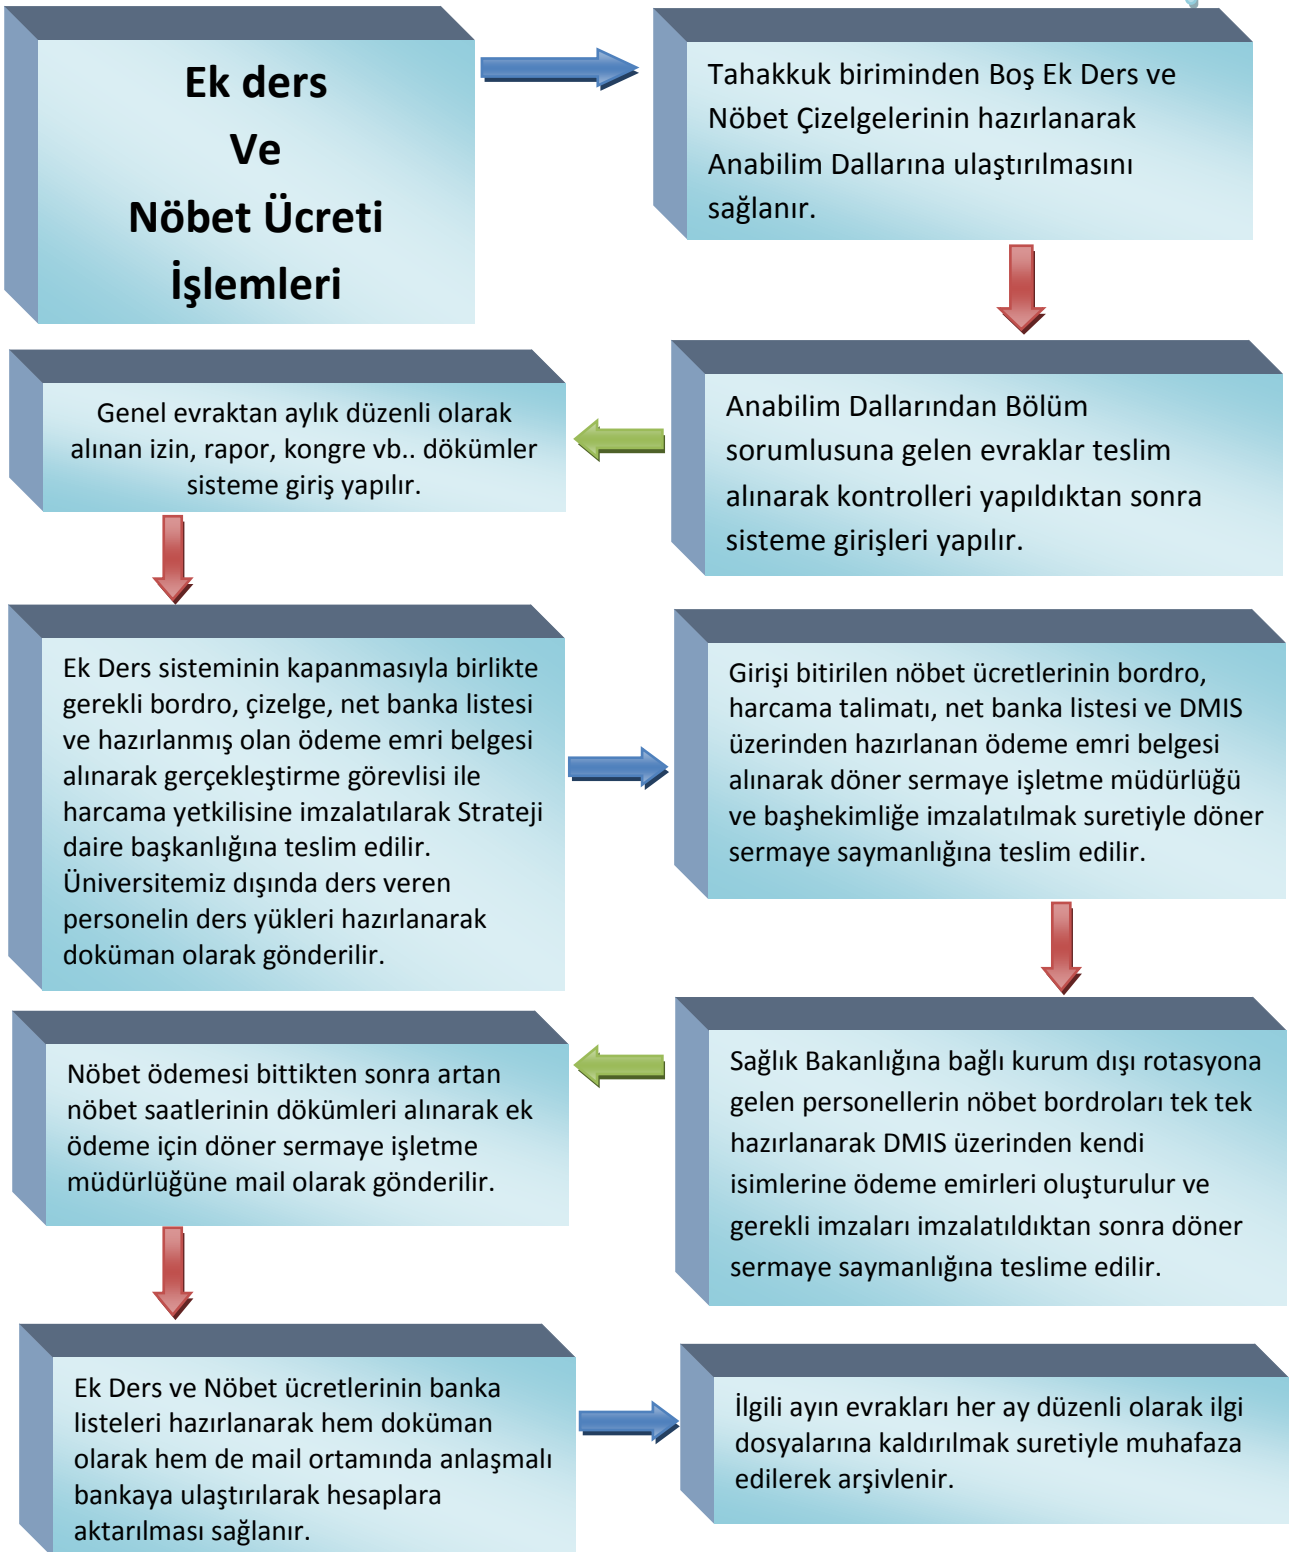 Ek ders
Ve
Nöbet Ücreti
İşlemleri
Tahakkuk biriminden Boş Ek Ders ve
Nöbet Çizelgelerinin hazırlanarak
Anabilim Dallarına ulaştırılmasını
sağlanır.
Anabilim Dallarından Bölüm
sorumlusuna gelen evraklar teslim
alınarak kontrolleri yapıldıktan sonra
sisteme girişleri yapılır.
Genel evraktan aylık düzenli olarak
alınan izin, rapor, kongre vb.. dökümler
sisteme giriş yapılır.
Ek Ders sisteminin kapanmasıyla birlikte
gerekli bordro, çizelge, net banka listesi
ve hazırlanmış olan ödeme emri belgesi
alınarak gerçekleştirme görevlisi ile
harcama yetkilisine imzalatılarak Strateji
daire başkanlığına teslim edilir.
Üniversitemiz dışında ders veren
personelin ders yükleri hazırlanarak
doküman olarak gönderilir.
Girişi bitirilen nöbet ücretlerinin bordro,
harcama talimatı, net banka listesi ve DMIS
üzerinden hazırlanan ödeme emri belgesi
alınarak döner sermaye işletme müdürlüğü
ve başhekimliğe imzalatılmak suretiyle döner
sermaye saymanlığına teslim edilir.
Sağlık Bakanlığına bağlı kurum dışı rotasyona
gelen personellerin nöbet bordroları tek tek
hazırlanarak DMIS üzerinden kendi
isimlerine ödeme emirleri oluşturulur ve
gerekli imzaları imzalatıldıktan sonra döner
sermaye saymanlığına teslime edilir.
Nöbet ödemesi bittikten sonra artan
nöbet saatlerinin dökümleri alınarak ek
ödeme için döner sermaye işletme
müdürlüğüne mail olarak gönderilir.
Ek Ders ve Nöbet ücretlerinin banka
listeleri hazırlanarak hem doküman
olarak hem de mail ortamında anlaşmalı
bankaya ulaştırılarak hesaplara
aktarılması sağlanır.
İlgili ayın evrakları her ay düzenli olarak ilgi
dosyalarına kaldırılmak suretiyle muhafaza
edilerek arşivlenir.